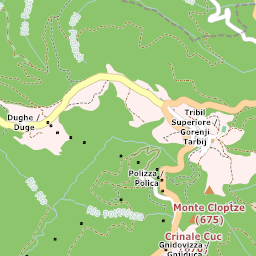 Dughe /
Duge
Tribil
Superiore /
Gorenji
Tarbij
Polizza /
Polica
Monte Cloptze
(675)
Crinale Cuc
Gnidovizza /
Gniduca